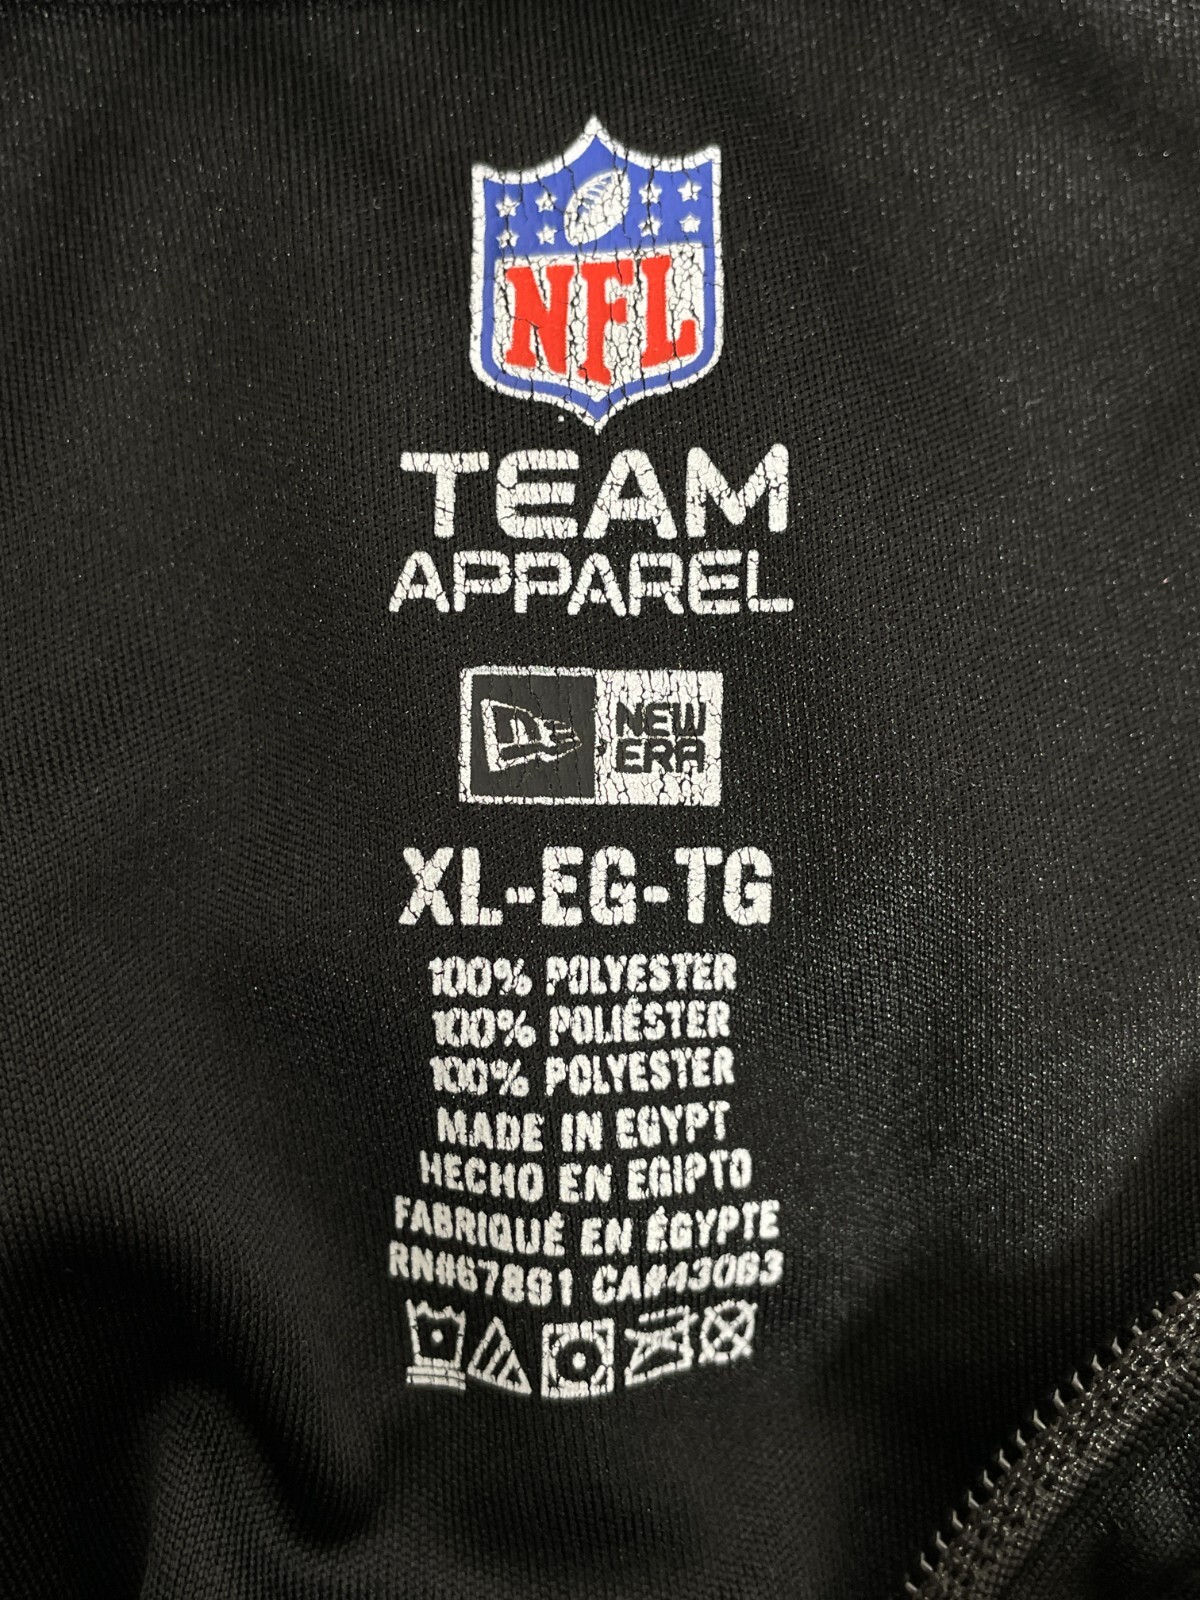 NFL
TEAM
APPAREL
NEW
ERA
XL-EG-TG
100% POLYESTER
100% POLIÉSTER
100% POLYESTER
MADE IN EGYPT
HECHO EN EGIPTO
FABRIQUÉ EN ÉGYPTE
RN#67891 CA#43063